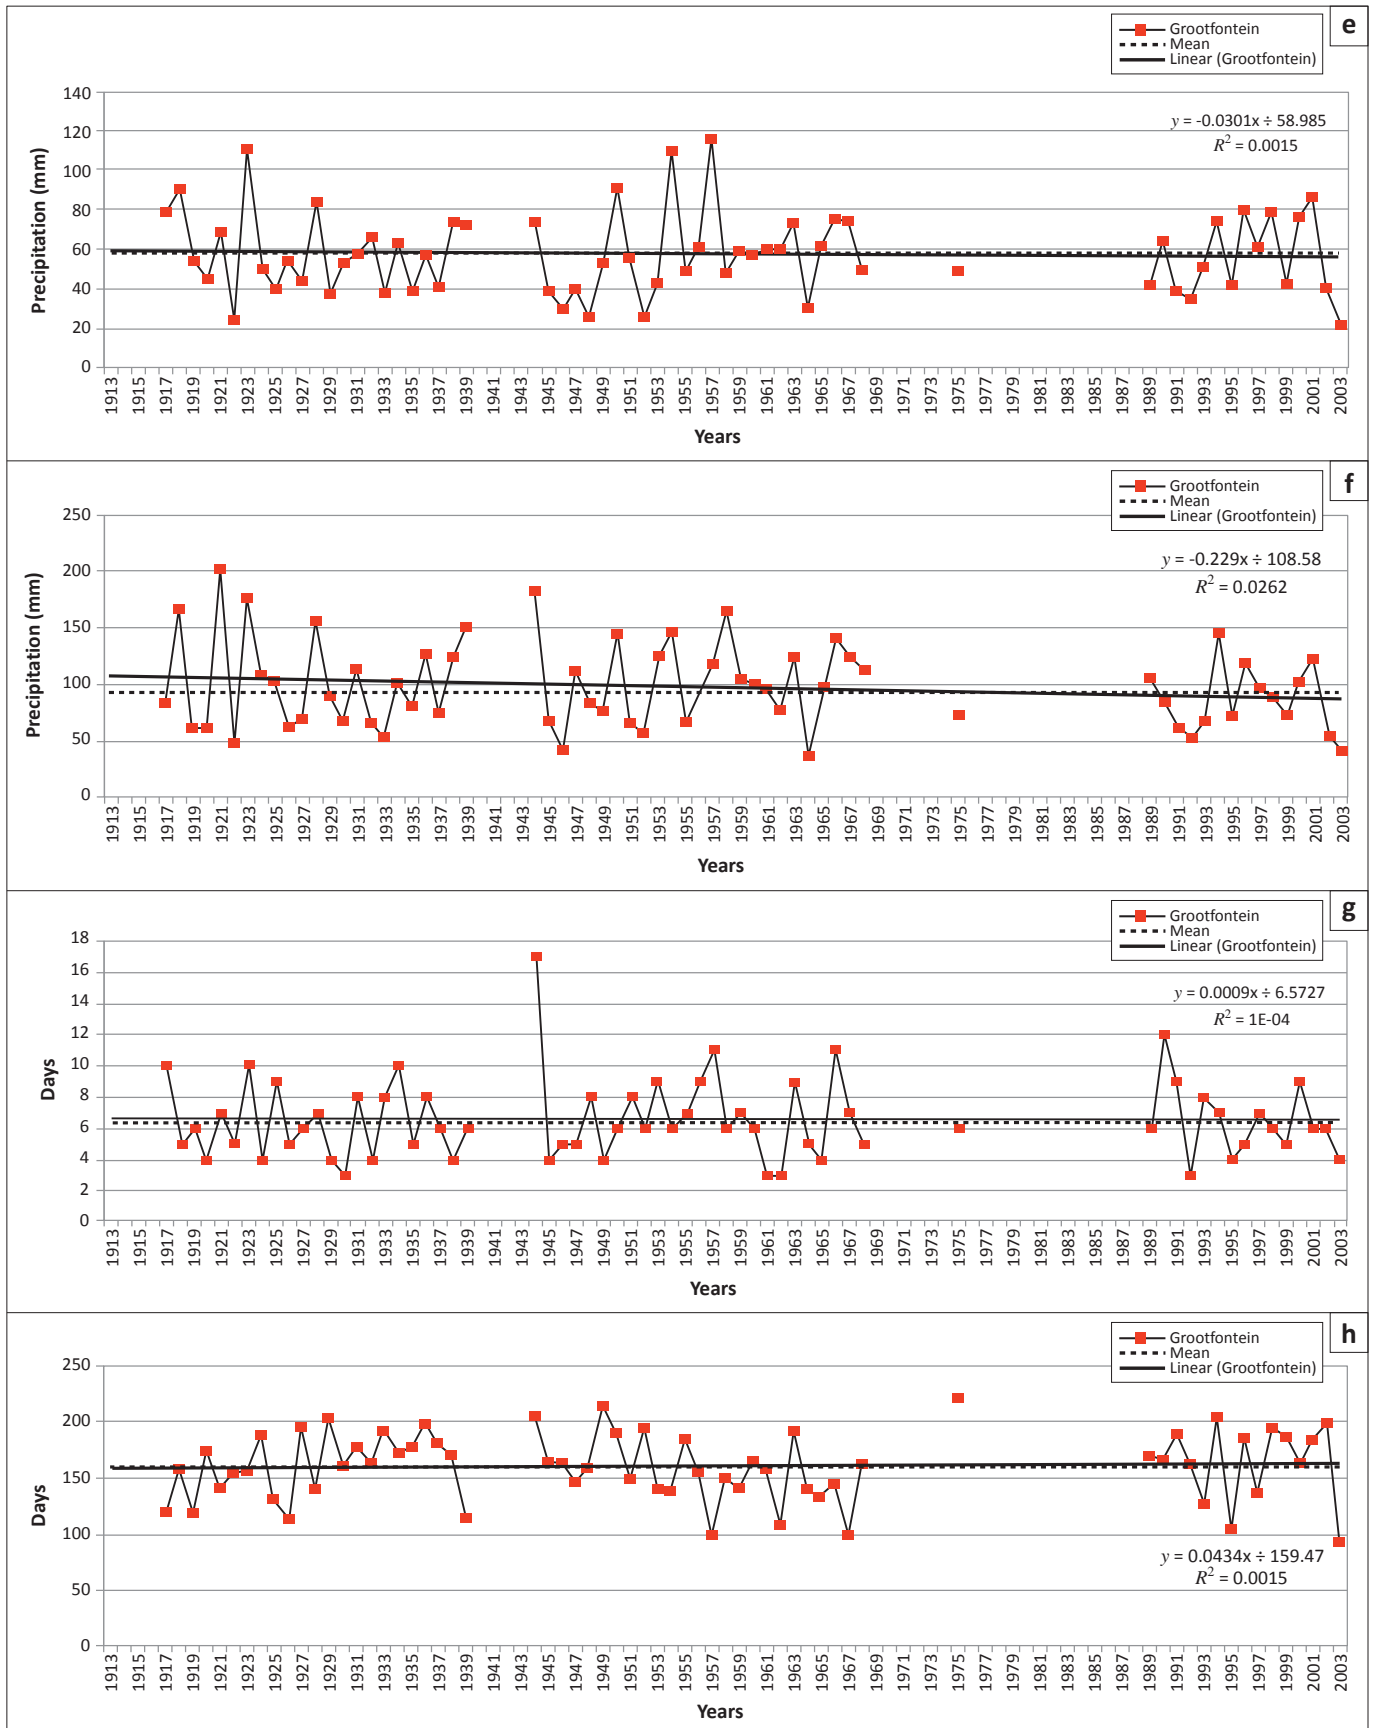 e
Grootfontein
Mean
Linear (Grootfontein)
y = -0.0301x ÷ 58.985
R² = 0.0015
Precipitation (mm)
140
120
100
80
60
40
20
0
1913 1915 1917 1919 1921 1923 1925 1927 1929 1931 1933 1935 1937 1939 1941 1943 1945 1947 1949 1951 1953 1955 1957 1959 1961 1963 1965 1967 1969 1971 1973 1975 1977 1979 1981 1983 1985 1987 1989 1991 1993 1995 1997 1999 2001 2003
Years
f
Grootfontein
Mean
Linear (Grootfontein)
y = -0.229x ÷ 108.58
R² = 0.0262
Precipitation (mm)
250
200
150
100
50
0
1913 1915 1917 1919 1921 1923 1925 1927 1929 1931 1933 1935 1937 1939 1941 1943 1945 1947 1949 1951 1953 1955 1957 1959 1961 1963 1965 1967 1969 1971 1973 1975 1977 1979 1981 1983 1985 1987 1989 1991 1993 1995 1997 1999 2001 2003
Years
g
Grootfontein
Mean
Linear (Grootfontein)
y = 0.0009x ÷ 6.5727
R² = 1E-04
Days
18
16
14
12
10
8
6
4
2
0
1913 1915 1917 1919 1921 1923 1925 1927 1929 1931 1933 1935 1937 1939 1941 1943 1945 1947 1949 1951 1953 1955 1957 1959 1961 1963 1965 1967 1969 1971 1973 1975 1977 1979 1981 1983 1985 1987 1989 1991 1993 1995 1997 1999 2001 2003
Years
h
Grootfontein
Mean
Linear (Grootfontein)
Days
250
200
150
100
50
0
y = 0.0434x ÷ 159.47
R² = 0.0015
1913 1915 1917 1919 1921 1923 1925 1927 1929 1931 1933 1935 1937 1939 1941 1943 1945 1947 1949 1951 1953 1955 1957 1959 1961 1963 1965 1967 1969 1971 1973 1975 1977 1979 1981 1983 1985 1987 1989 1991 1993 1995 1997 1999 2001 2003
Years